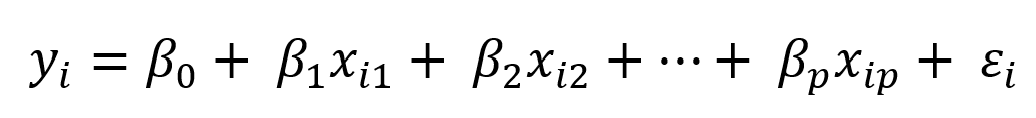 yᵢ = β₀ + β₁xᵢ₁ + β₂xᵢ₂ + ⋯ + βₚxᵢₚ + εᵢ